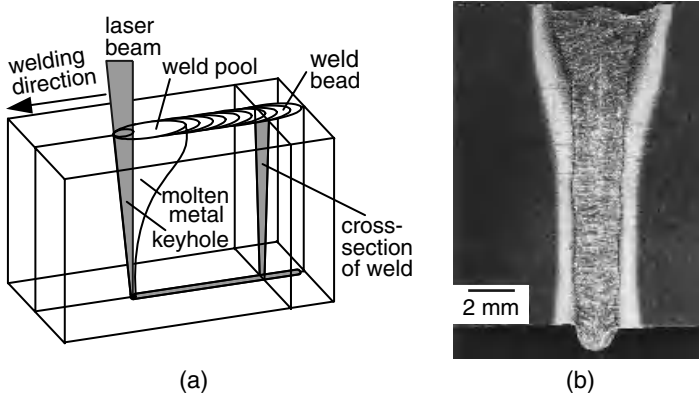 laser
beam
welding
direction
weld pool
weld
bead
molten
metal
keyhole
cross-
section
of weld
2 mm
(a)
(b)